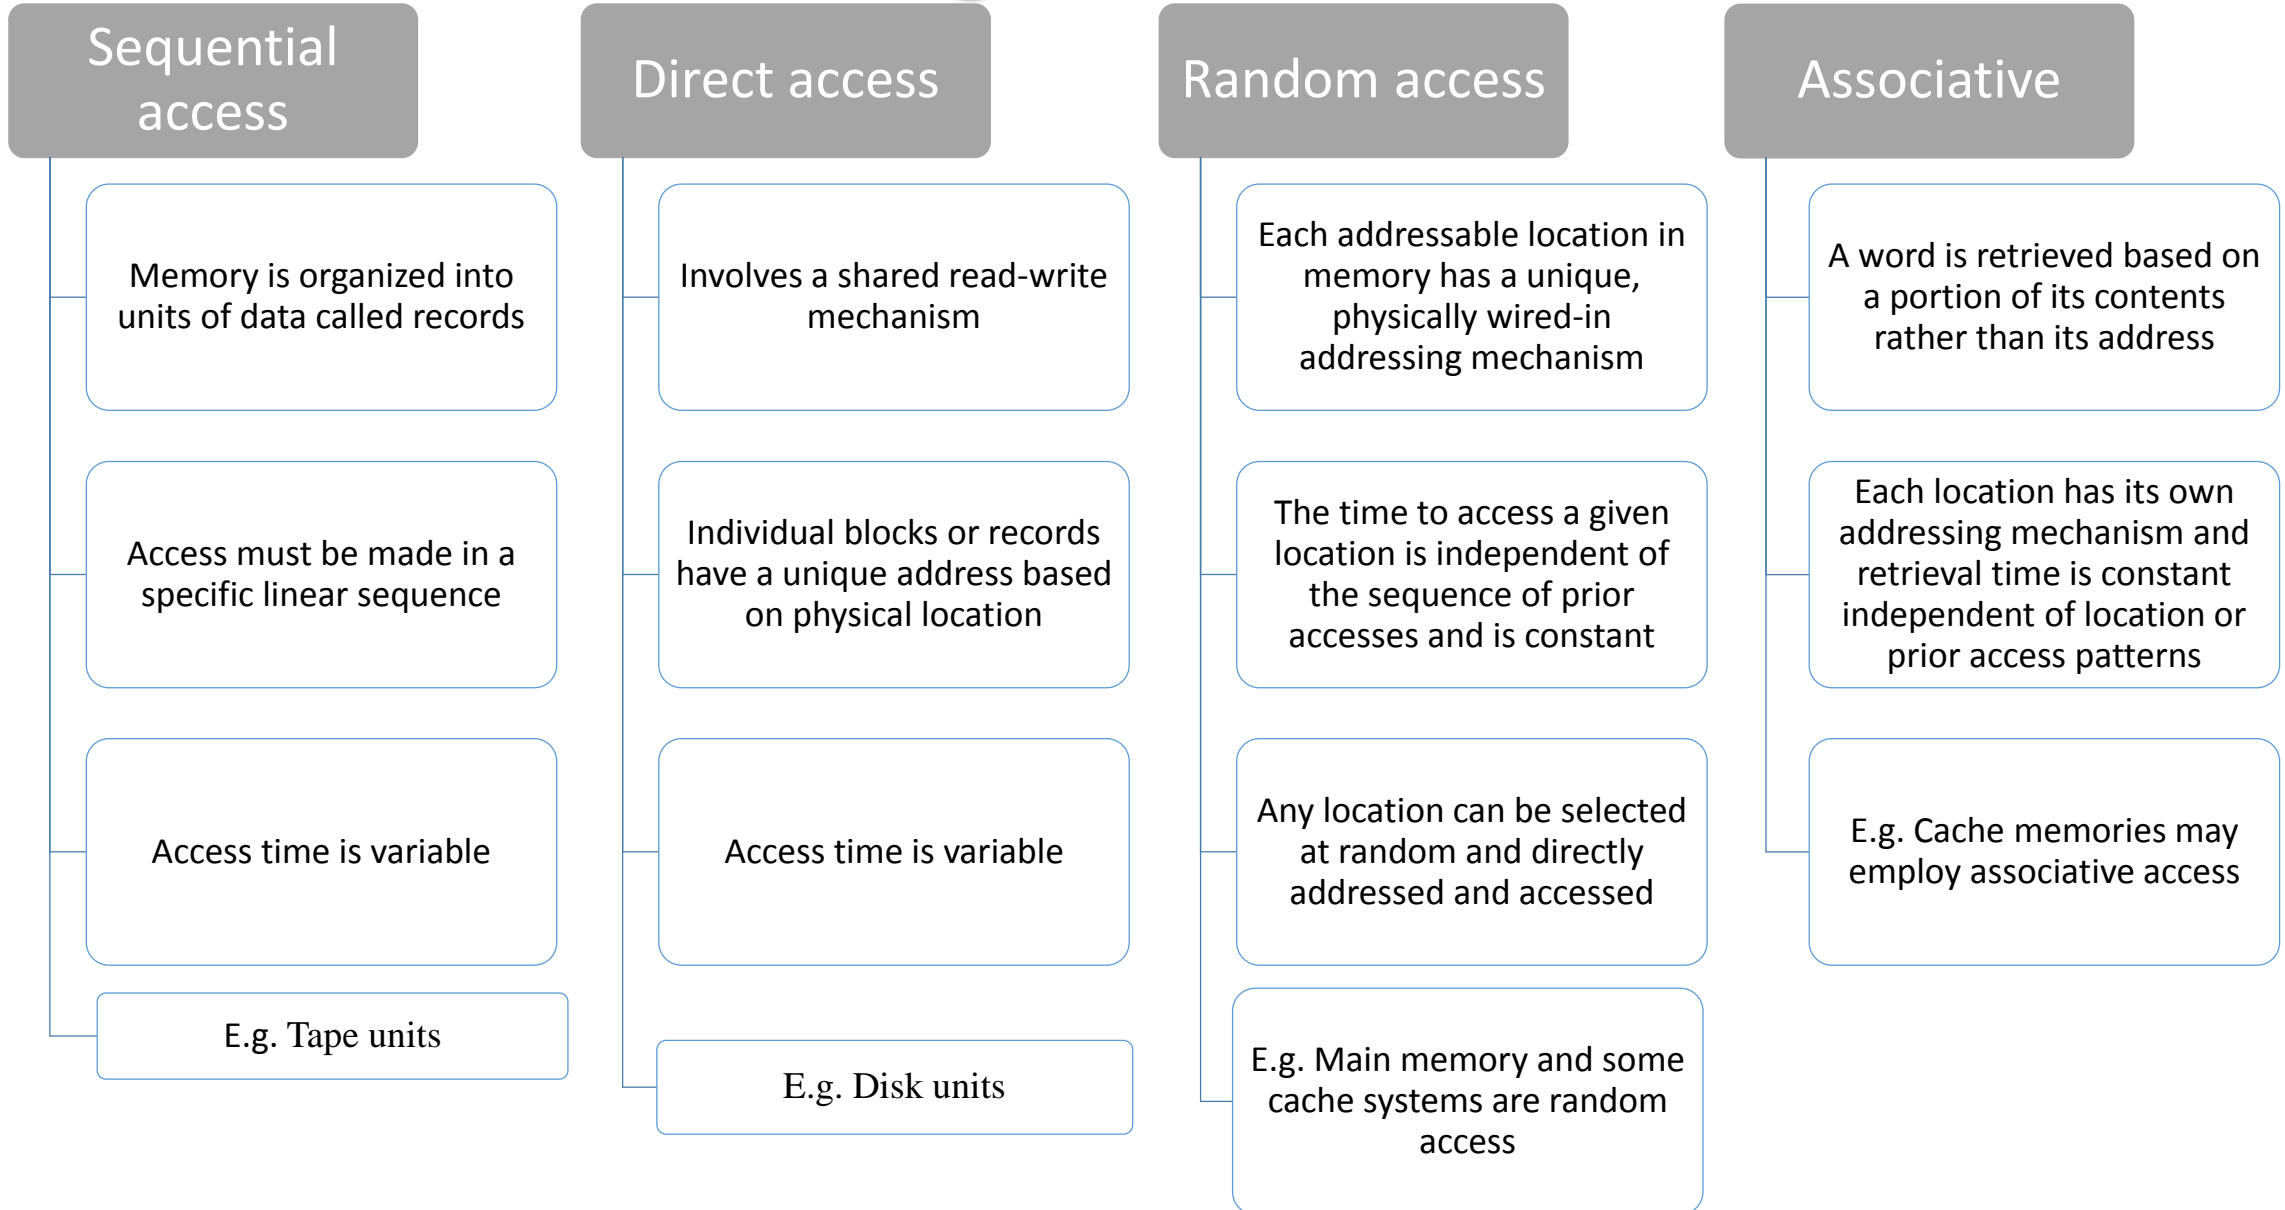 Sequential
access
Memory is organized into
units of data called records
Access must be made in a
specific linear sequence
Access time is variable
E.g. Tape units
Direct access
Involves a shared read-write
mechanism
Individual blocks or records
have a unique address based
on physical location
Access time is variable
E.g. Disk units
Random access
Each addressable location in
memory has a unique,
physically wired-in
addressing mechanism
The time to access a given
location is independent of
the sequence of prior
accesses and is constant
Any location can be selected
at random and directly
addressed and accessed
E.g. Main memory and some
cache systems are random
access
Associative
A word is retrieved based on
a portion of its contents
rather than its address
Each location has its own
addressing mechanism and
retrieval time is constant
independent of location or
prior access patterns
E.g. Cache memories may
employ associative access